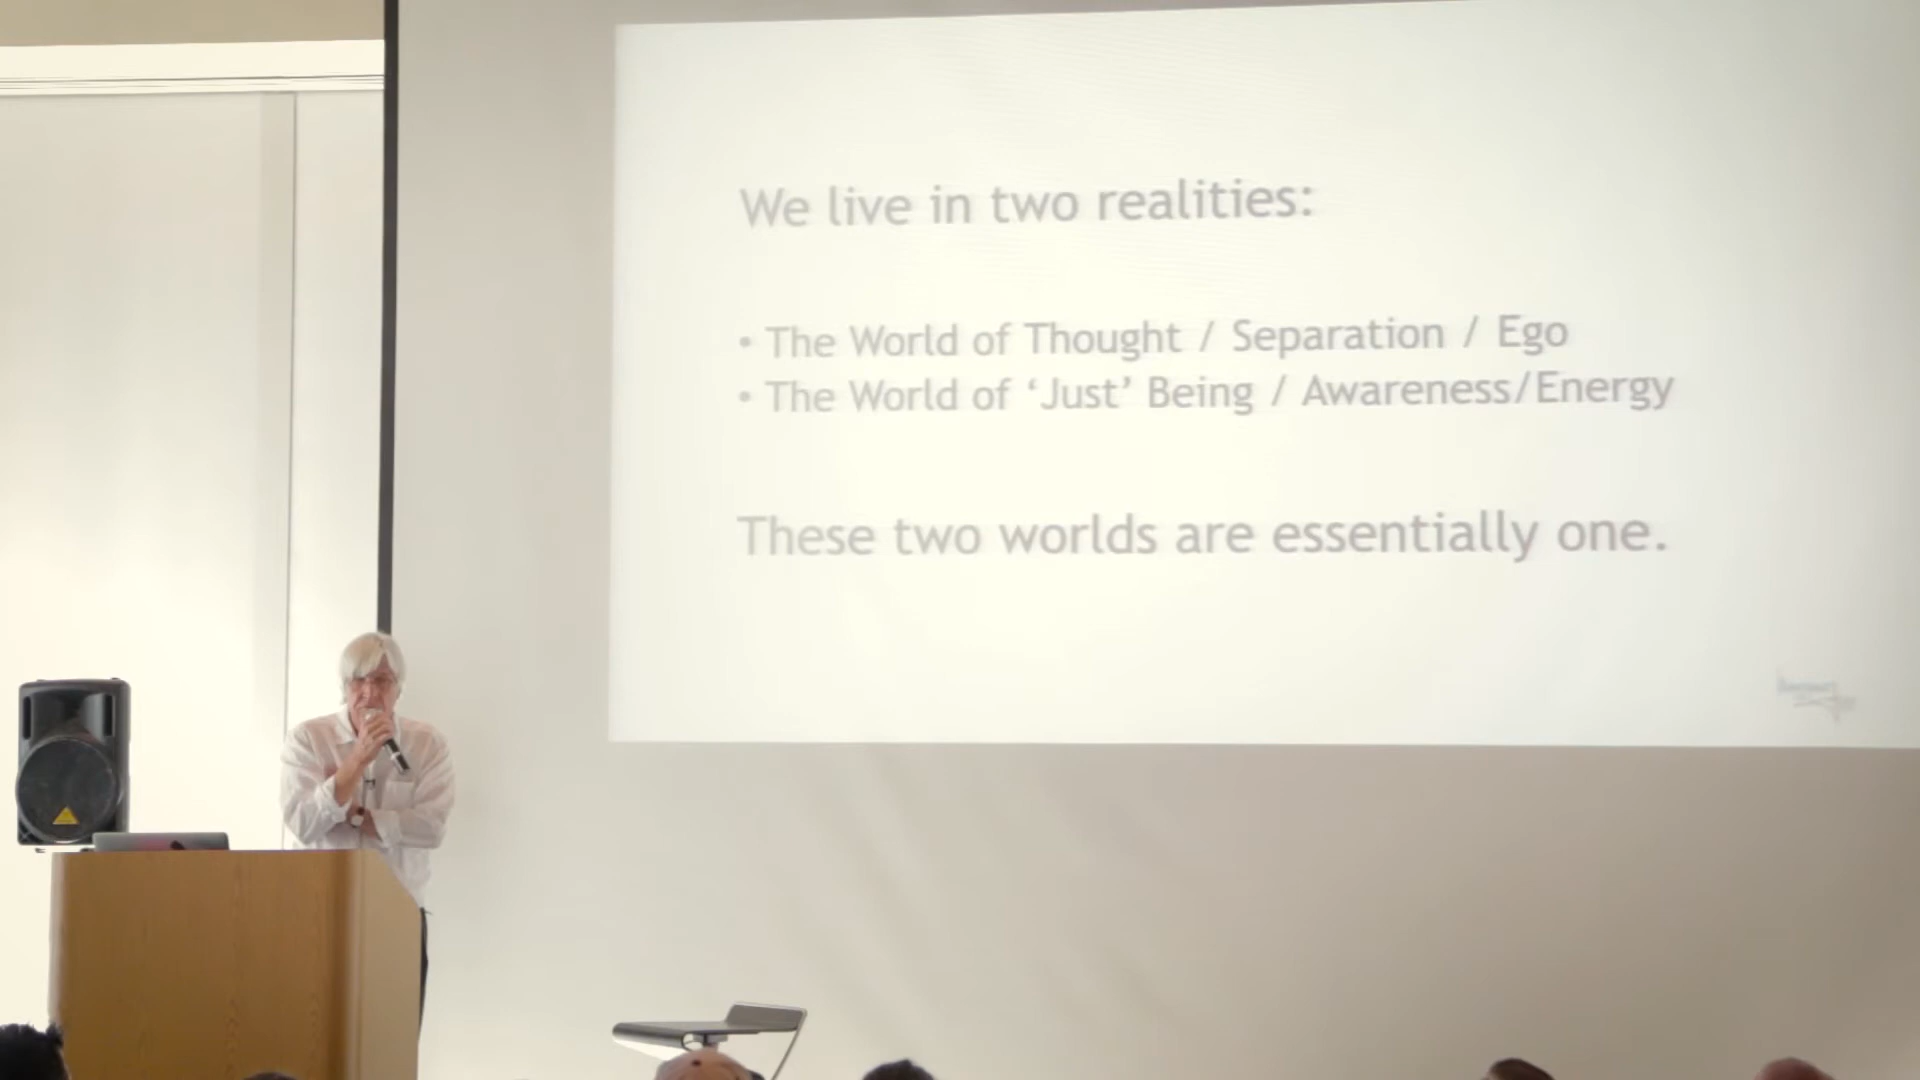 We live in two realities:
• The World of Thought / Separation / Ego
• The World of ‘Just’ Being / Awareness/Energy
These two worlds are essentially one.